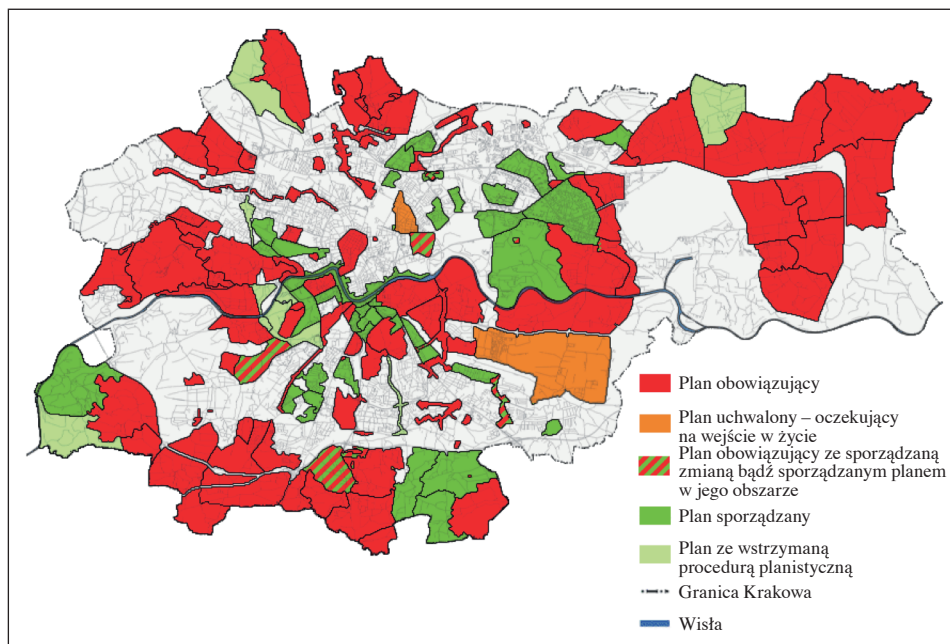 Plan obowiązujący
Plan uchwalony – oczekujący
na wejście w życie
Plan obowiązujący ze sporządzaną
zmianą bądź sporządzanym planem
w jego obszarze
Plan sporządzany
Plan ze wstrzymaną
procedurą planistyczną
Granica Krakowa
Wisła